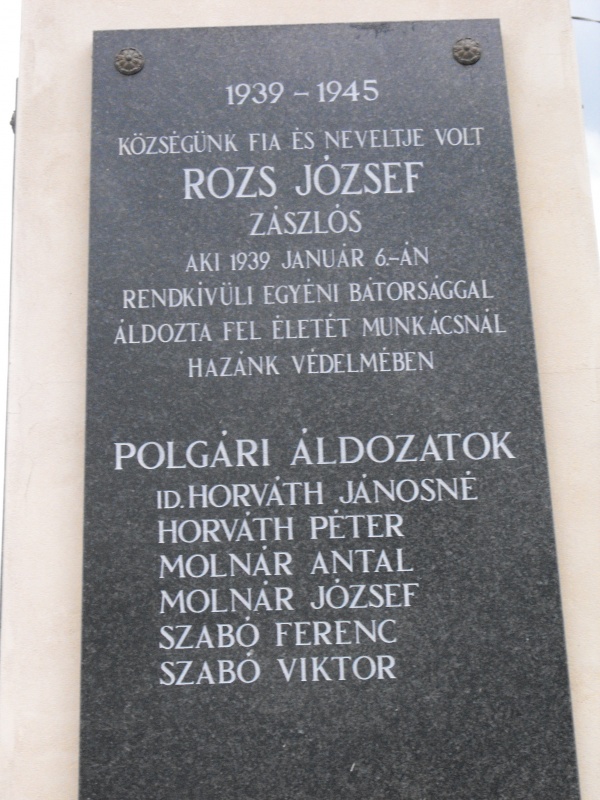 1939 – 1945
KÖZSÉGÜNK FIA ÉS NEVELTJE VOLT
ROZS JÓZSEF
ZÁSZLÓS
AKI 1939 JANUÁR 6.-ÁN
RENDKÍVÜLI EGYÉNI BÁTORSÁGGAL
ÁLDOZTA FEL ÉLETÉT MUNKÁCSNÁL
HAZÁNK VÉDELMÉBEN
POLGÁRI ÁLDOZATOK
ID. HORVÁTH JÁNOSNÉ
HORVÁTH PÉTER
MOLNÁR ANTAL
MOLNÁR JÓZSEF
SZABÓ FERENC
SZABÓ VIKTOR